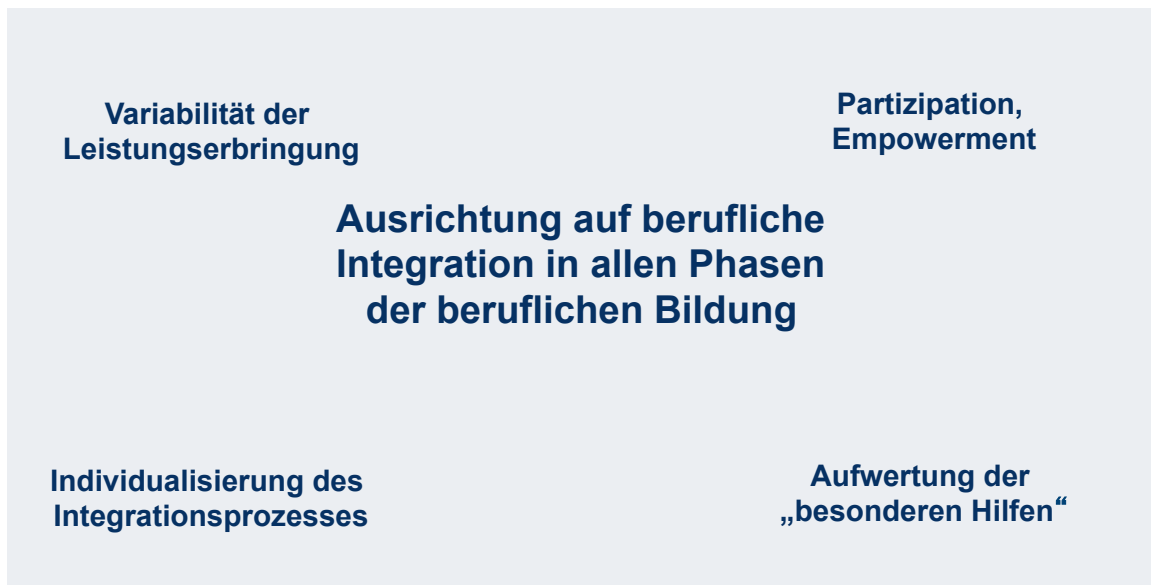 Variabilität der
Leistungserbringung
Partizipation,
Empowerment
Ausrichtung auf berufliche
Integration in allen Phasen
der beruflichen Bildung
Individualisierung des
Integrationsprozesses
Aufwertung der
„besonderen Hilfen“